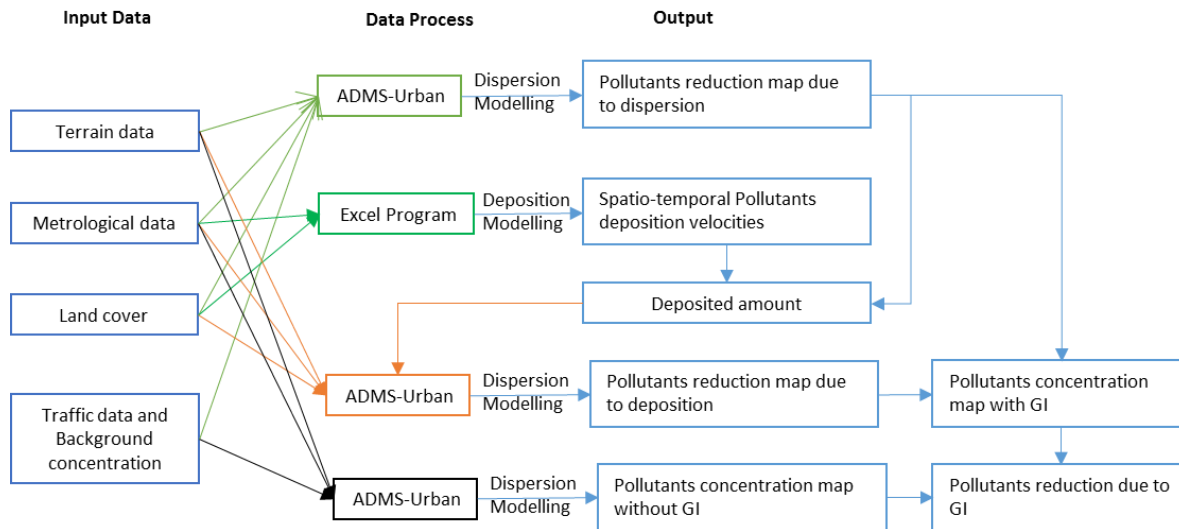 Input Data
Data Process
Output
Terrain data
Metrological data
Land cover
Traffic data and
Background
concentration
ADMS-Urban
Dispersion
Modelling
Pollutants reduction map due
to dispersion
Excel Program
Deposition
Modelling
Spatio-temporal Pollutants
deposition velocities
Deposited amount
ADMS-Urban
Dispersion
Modelling
Pollutants reduction map due
to deposition
Pollutants concentration
map with GI
ADMS-Urban
Dispersion
Modelling
Pollutants concentration map
without GI
Pollutants reduction due to
GI